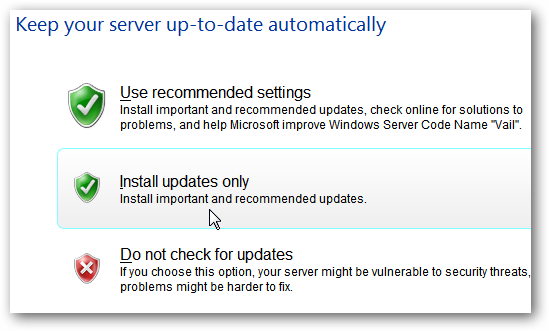 Keep your server up-to-date automatically
Use recommended settings
Install important and recommended updates, check online for solutions to
problems, and help Microsoft improve Windows Server Code Name "Vail".
Install updates only
Install important and recommended updates.
Do not check for updates
If you choose this option, your server might be vulnerable to security threats,
problems might be harder to fix.